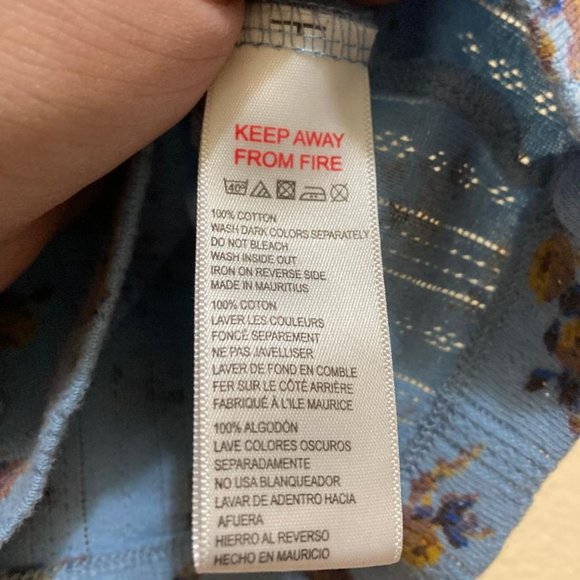 KEEP AWAY
FROM FIRE
40°
100% COTTON
WASH DARK COLORS SEPARATELY
DO NOT BLEACH
WASH INSIDE OUT
IRON ON REVERSE SIDE
MADE IN MAURITIUS
100% COTON
LAVER LES COULEURS
FONCÉ SEPAREMENT
NE PAS JAVELLISER
LAVER DE FOND EN COMBLE
FER SUR LE CÔTÉ ARRIÈRE
FABRIQUÉ À L'ILE MAURICE
100% ALGODÓN
LAVE COLORES OSCUROS
SEPARADAMENTE
NO USA BLANQUEADOR
LAVAR DE ADENTRO HACIA
AFUERA
HIERRO AL REVERSO
HECHO EN MAURICIO